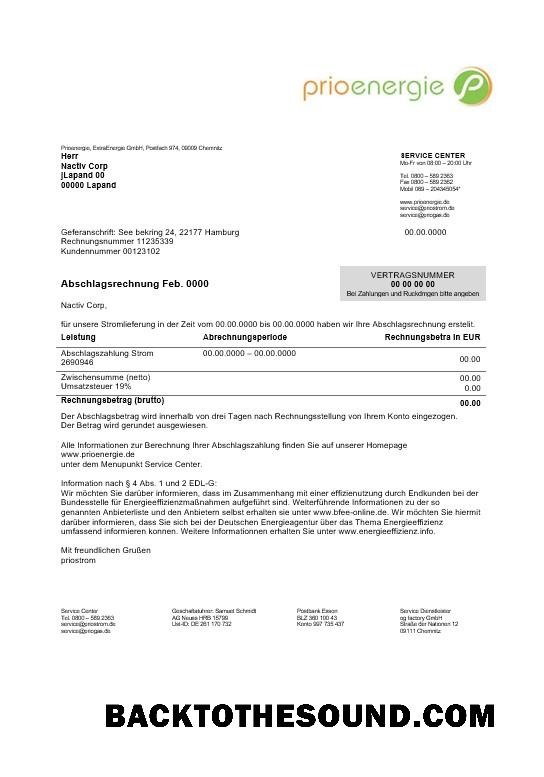 prioenergie
Prioenergie, ExtraEnergie GmbH, Postfach 974, 09009 Chemnitz
Herr
Nactiv Corp
jLapand 00
00000 Lapand
SERVICE CENTER
Mo-Fr von 08:00 – 20:00 Uhr
Tel. 0800 – 589 2363
Fax 0800 – 589 2362
Mobil 089 – 204345054*
www.prioenergie.de
service@priostrom.de
service@priogas.de
Geferanschrift: See bekring 24, 22177 Hamburg
Rechnungsnummer 11235339
Kundennummer 00123102
00.00.0000
VERTRAGSNUMMER
00 00 00 00
Bei Zahlungen und Ruckdmgen bitte angeben
Abschlagsrechnung Feb. 0000
Nactiv Corp,
für unsere Stromlieferung in der Zeit vom 00.00.0000 bis 00.00.0000 haben wir Ihre Abschlagsrechnung erstelit.
Leistung Abrechnungsperiode Rechnungsbetra in EUR
Abschlagszahlung Strom 00.00.0000 – 00.00.0000 00.00
2690946
Zwischensumme (netto) 00.00
Umsatzsteuer 19% 0.00
Rechnungsbetrag (brutto) 00.00
Der Abschlagsbetrag wird innerhalb von drei Tagen nach Rechnungsstellung von Ihrem Konto eingezogen.
Der Betrag wird gerundet ausgewiesen.
Alle Informationen zur Berechnung Ihrer Abschlagszahlung finden Sie auf unserer Homepage
www.prioenergie.de
unter dem Menupunkt Service Center.
Information nach § 4 Abs. 1 und 2 EDL-G:
Wir möchten Sie darüber informieren, dass im Zusammenhang mit einer effizienutzung durch Endkunden bei der
Bundesstelle für Energieeffizienzmaßnahmen aufgeführt sind. Weiterführende Informationen zu der so
genannten Anbieterliste und den Anbietern selbst erhalten sie unter www.bfee-online.de. Wir möchten Sie hiermit
darüber informieren, dass Sie sich bei der Deutschen Energieagentur über das Thema Energieeffizienz
umfassend informieren konnen. Weitere Informationnen erhalten Sie unter www.energieeffizienz.info.
Mit freundlichen Grußen
priostrom
Service Center
Tel. 0800 – 589 2363
service@priostrom.de
service@priogas.de
Geschaftsfuhrer: Samuel Schmidt
AG Neuss HRB 15799
Ust-ID: DE 261 170 732
Postbank Essen
BLZ 360 100 43
Konto 997 735 437
Service Dienstleister
og factory GmbH
Straße der Nationen 12
09111 Chemnitz
BACKTOTHESOUND.COM